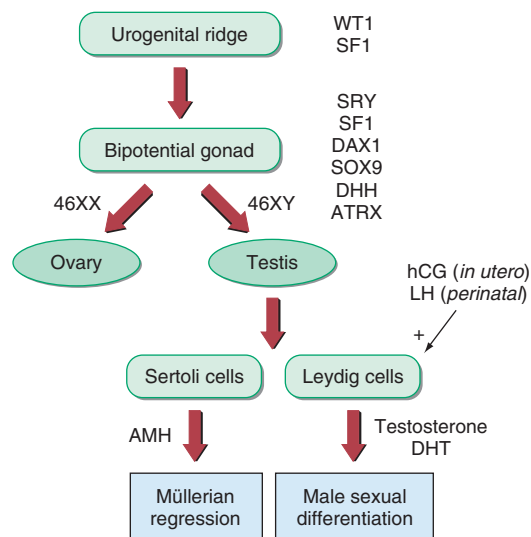 Urogenital ridge
WT1
SF1
Bipotential gonad
SRY
SF1
DAX1
SOX9
DHH
ATRX
46XX
46XY
Ovary
Testis
hCG (in utero)
LH (perinatal)
+
Sertoli cells
Leydig cells
AMH
Testosterone
DHT
Müllerian
regression
Male sexual
differentiation